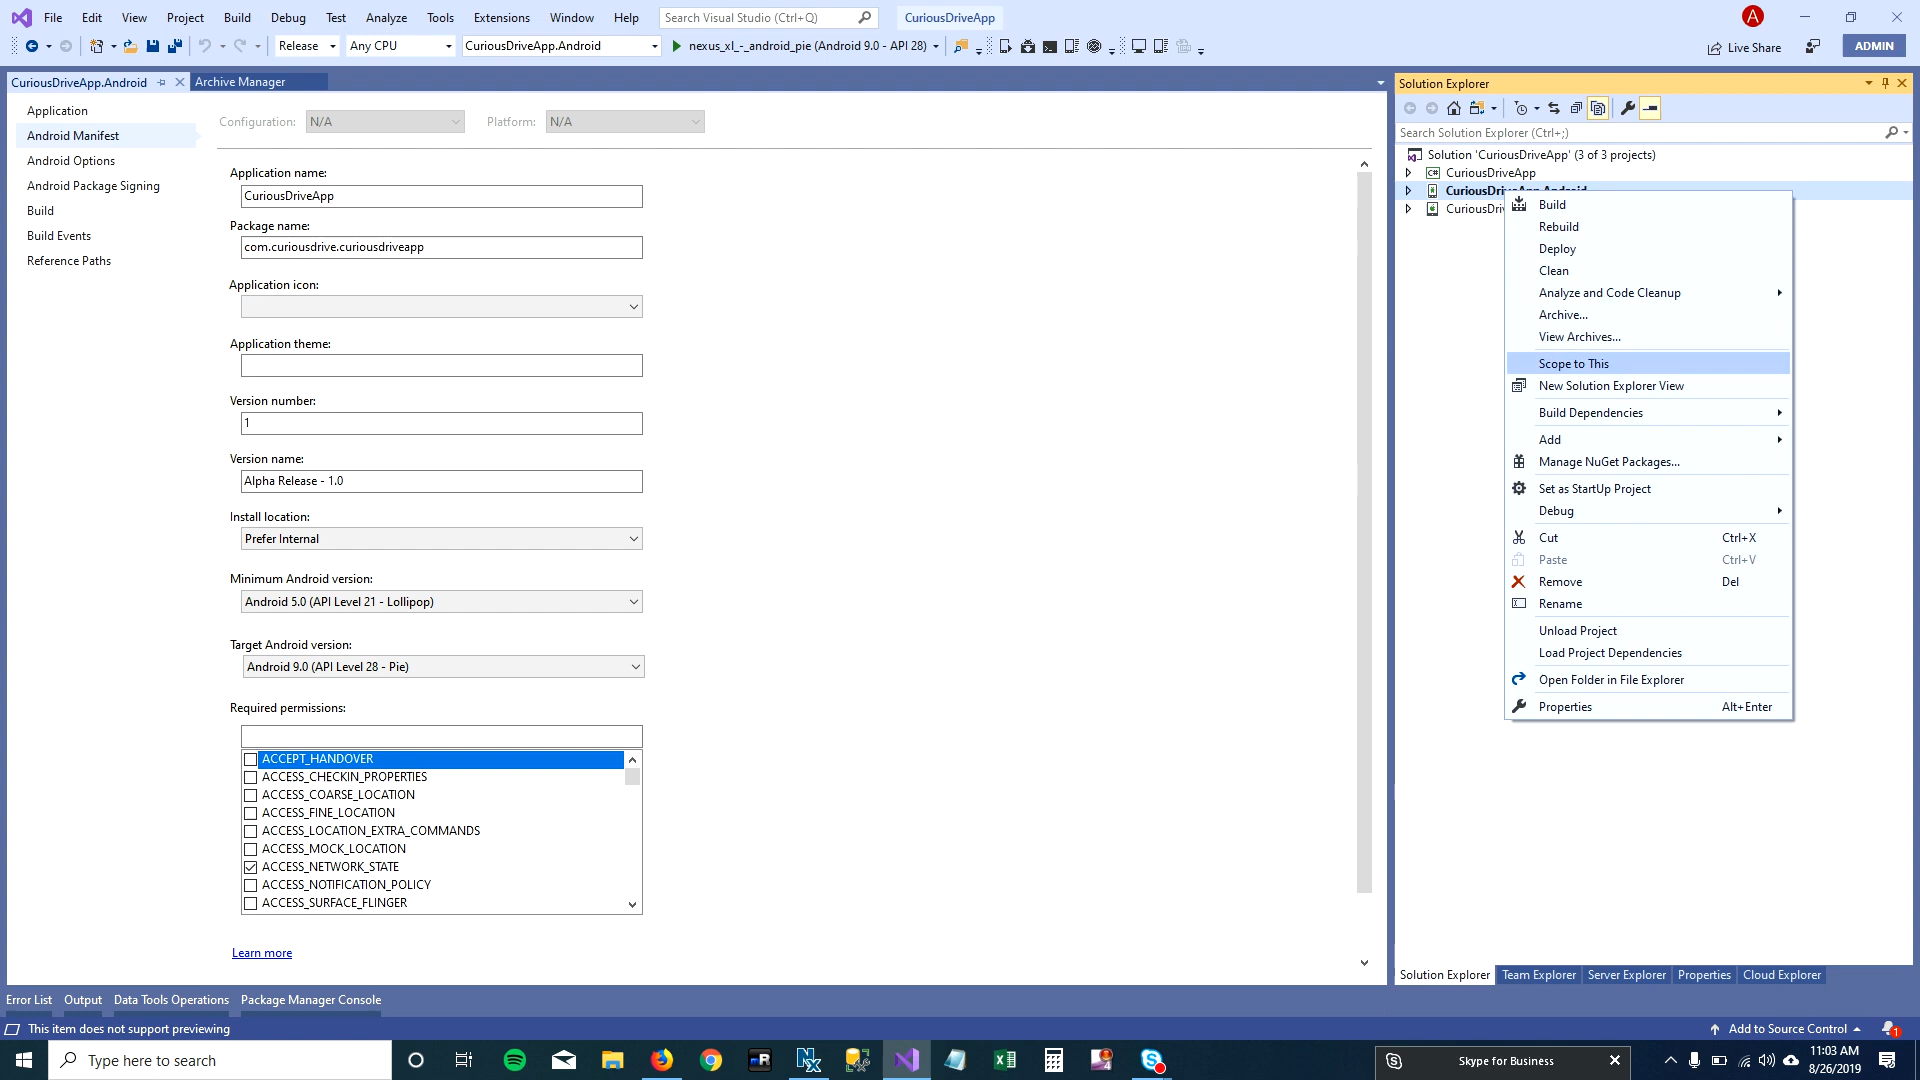 File Edit View Project Build Debug Test Analyze Tools Extensions Window Help Search Visual Studio (Ctrl+Q) CuriousDriveApp A
Release Any CPU CuriousDriveApp.Android nexus_xl_-_android_pie (Android 9.0 - API 28) Live Share ADMIN
CuriousDriveApp.Android Archive Manager
Application
Android Manifest
Android Options
Android Package Signing
Build
Build Events
Reference Paths
Configuration: N/A Platform: N/A
Application name:
CuriousDriveApp
Package name:
com.curiousdrive.curiousdriveapp
Application icon:
Application theme:
Version number:
1
Version name:
Alpha Release - 1.0
Install location:
Prefer Internal
Minimum Android version:
Android 5.0 (API Level 21 - Lollipop)
Target Android version:
Android 9.0 (API Level 28 - Pie)
Required permissions:
ACCEPT_HANDOVER
ACCESS_CHECKIN_PROPERTIES
ACCESS_COARSE_LOCATION
ACCESS_FINE_LOCATION
ACCESS_LOCATION_EXTRA_COMMANDS
ACCESS_MOCK_LOCATION
ACCESS_NETWORK_STATE
ACCESS_NOTIFICATION_POLICY
ACCESS_SURFACE_FLINGER
Learn more
Solution Explorer
Search Solution Explorer (Ctrl+;)
Solution 'CuriousDriveApp' (3 of 3 projects)
C# CuriousDriveApp
CuriousDriveApp.Android
CuriousDri
Build
Rebuild
Deploy
Clean
Analyze and Code Cleanup
Archive...
View Archives...
Scope to This
New Solution Explorer View
Build Dependencies
Add
Manage NuGet Packages...
Set as StartUp Project
Debug
Cut Ctrl+X
Paste Ctrl+V
Remove Del
Rename
Unload Project
Load Project Dependencies
Open Folder in File Explorer
Properties Alt+Enter
Solution Explorer Team Explorer Server Explorer Properties Cloud Explorer
Error List Output Data Tools Operations Package Manager Console
This item does not support previewing Add to Source Control 1
Type here to search Skype for Business 11:03 AM
8/26/2019